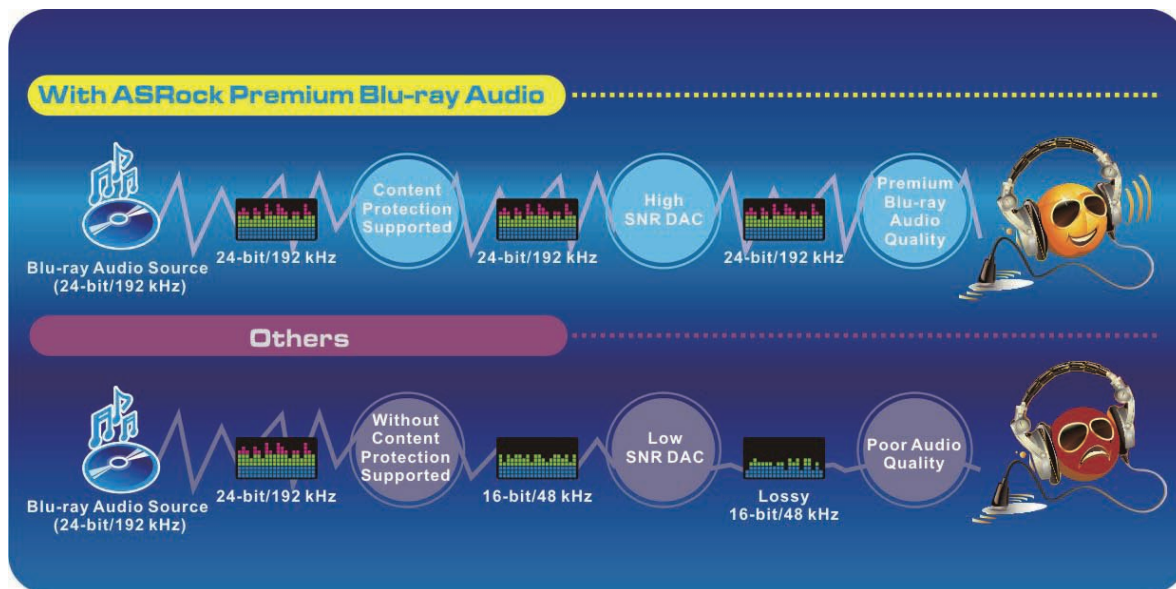 With ASRock Premium Blu-ray Audio
Content
Protection
Supported
High
SNR DAC
Premium
Blu-ray
Audio
Quality
24-bit/192 kHz
24-bit/192 kHz
24-bit/192 kHz
Blu-ray Audio Source
(24-bit/192 kHz)
Others
Without
Content
Protection
Supported
Low
SNR DAC
Poor Audio
Quality
24-bit/192 kHz
16-bit/48 kHz
Lossy
16-bit/48 kHz
Blu-ray Audio Source
(24-bit/192 kHz)